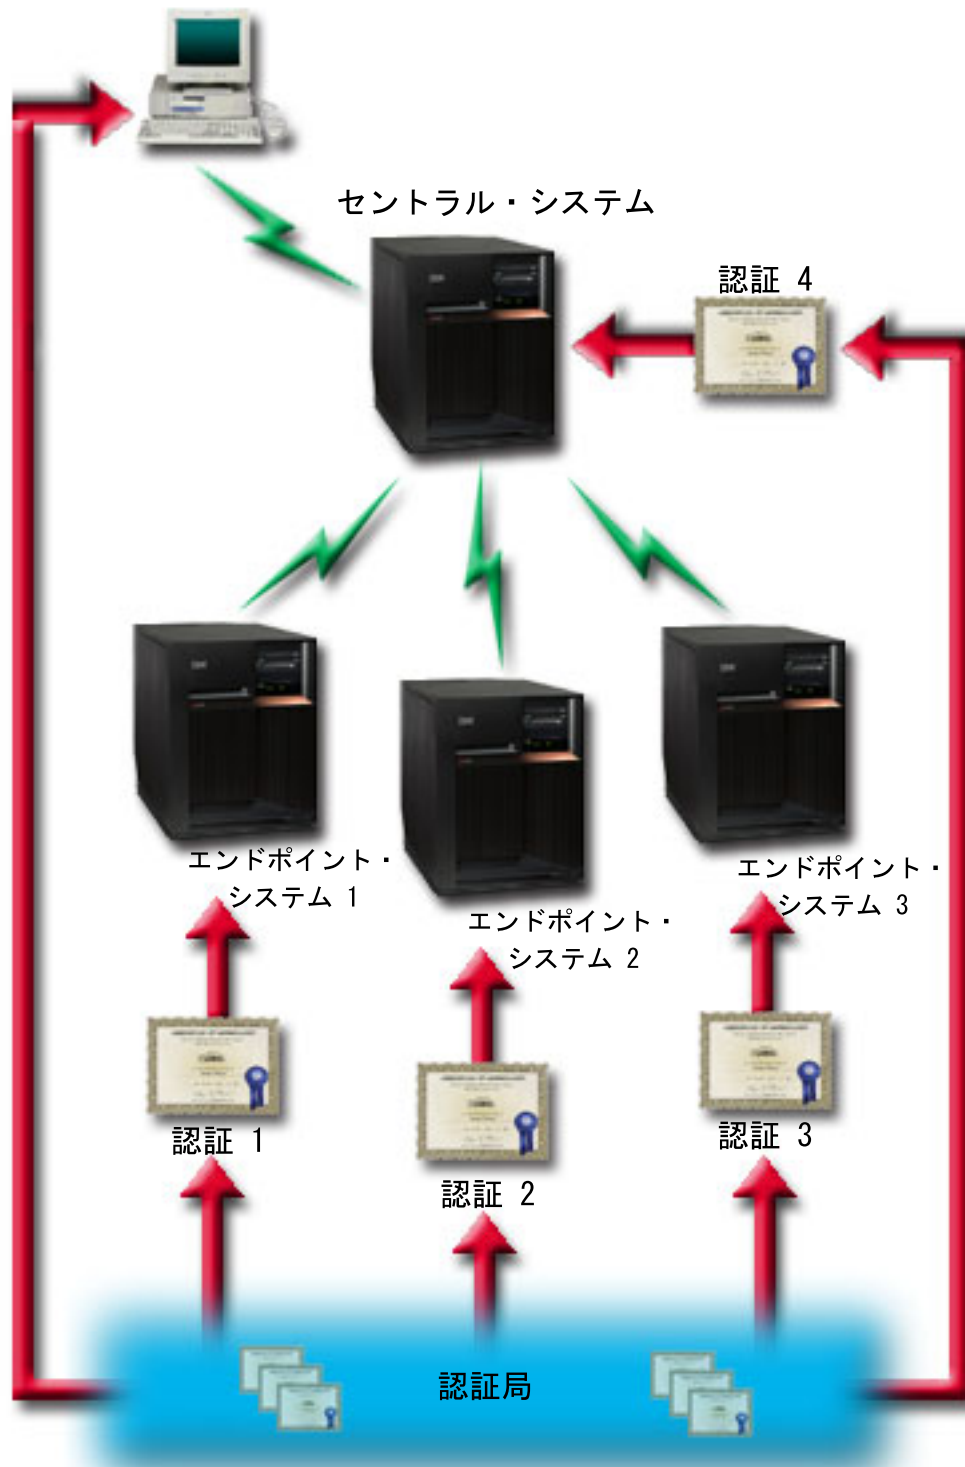 セントラル・システム
認証 4
エンドポイント・
システム 1
エンドポイント・
システム 2
エンドポイント・
システム 3
認証 1
認証 2
認証 3
認証局